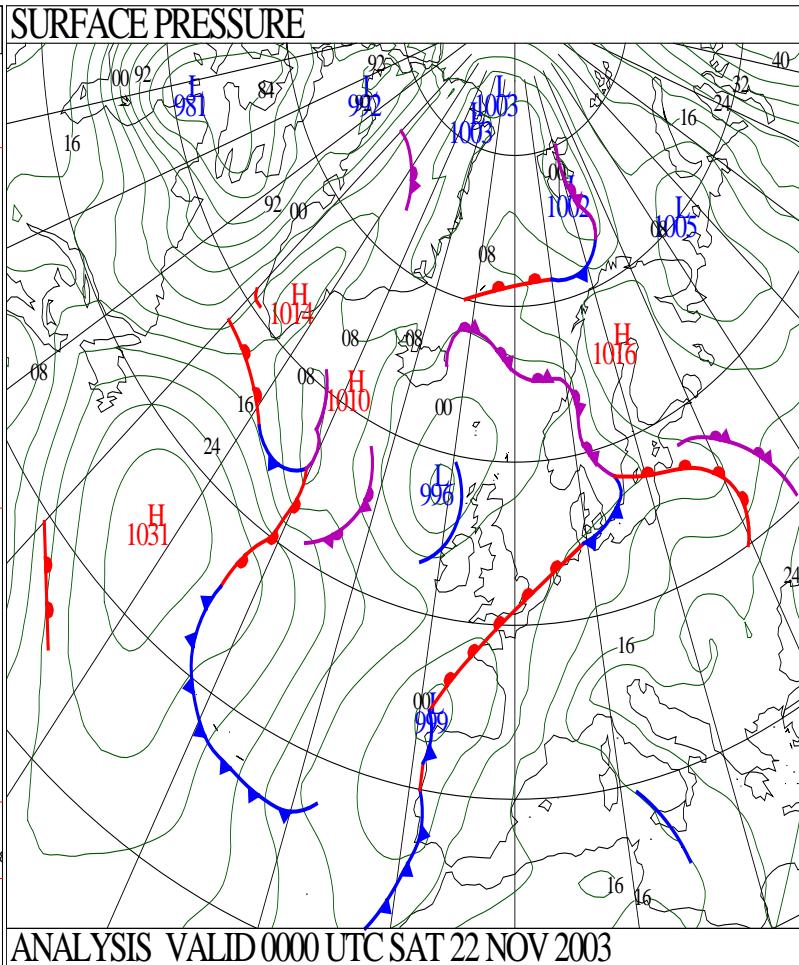 SURFACE PRESSURE
40
92
00 92
32
84
L
981
L
992
L
1003
24
16
L
1003
16
00
L
1002
92 00
L
1005
08
H
1014
08
08
H
1016
08
08
H
1010
16
00
24
L
996
H
1031
24
16
00
L
999
16
16
ANALYSIS VALID 0000 UTC SAT 22 NOV 2003